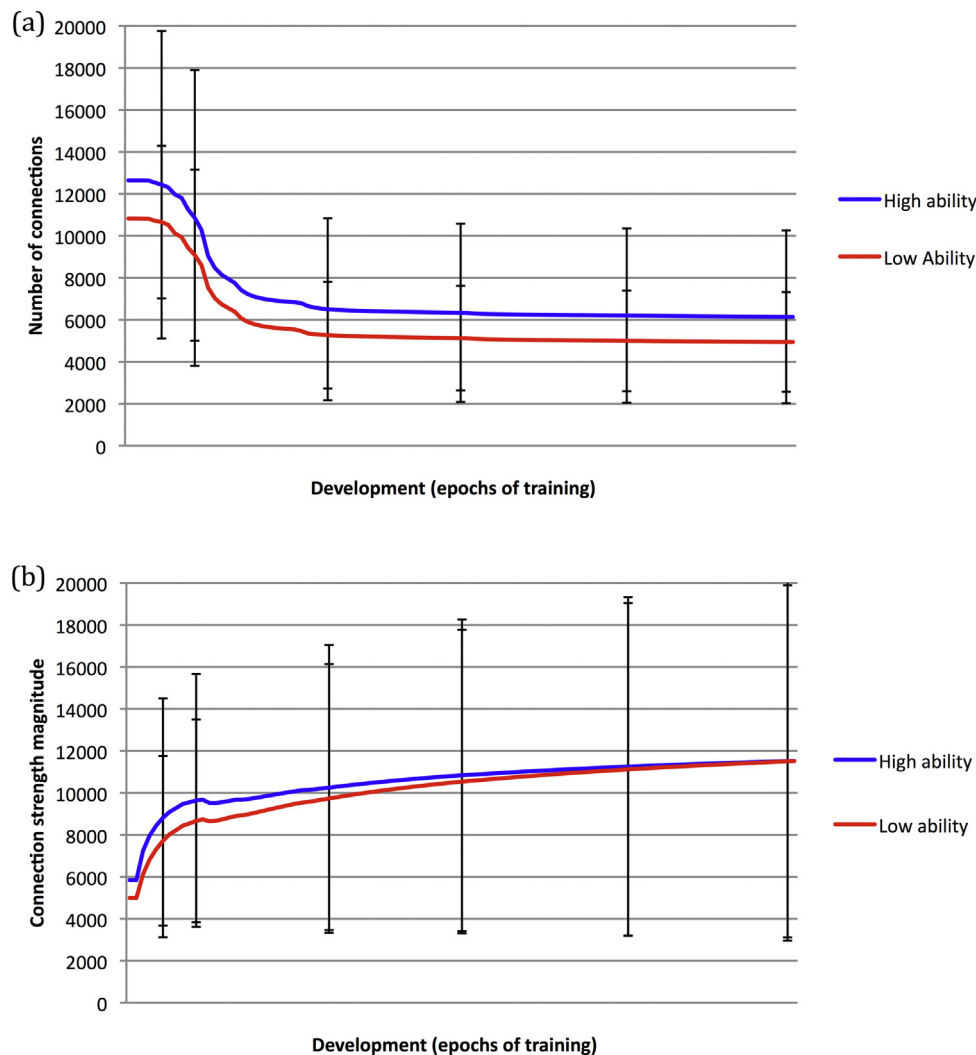 (a)
20000
18000
16000
14000
12000
10000
8000
6000
4000
2000
0
Number of connections
Development (epochs of training)
High ability
Low Ability
(b)
20000
18000
16000
14000
12000
10000
8000
6000
4000
2000
0
Connection strength magnitude
Development (epochs of training)
High ability
Low ability